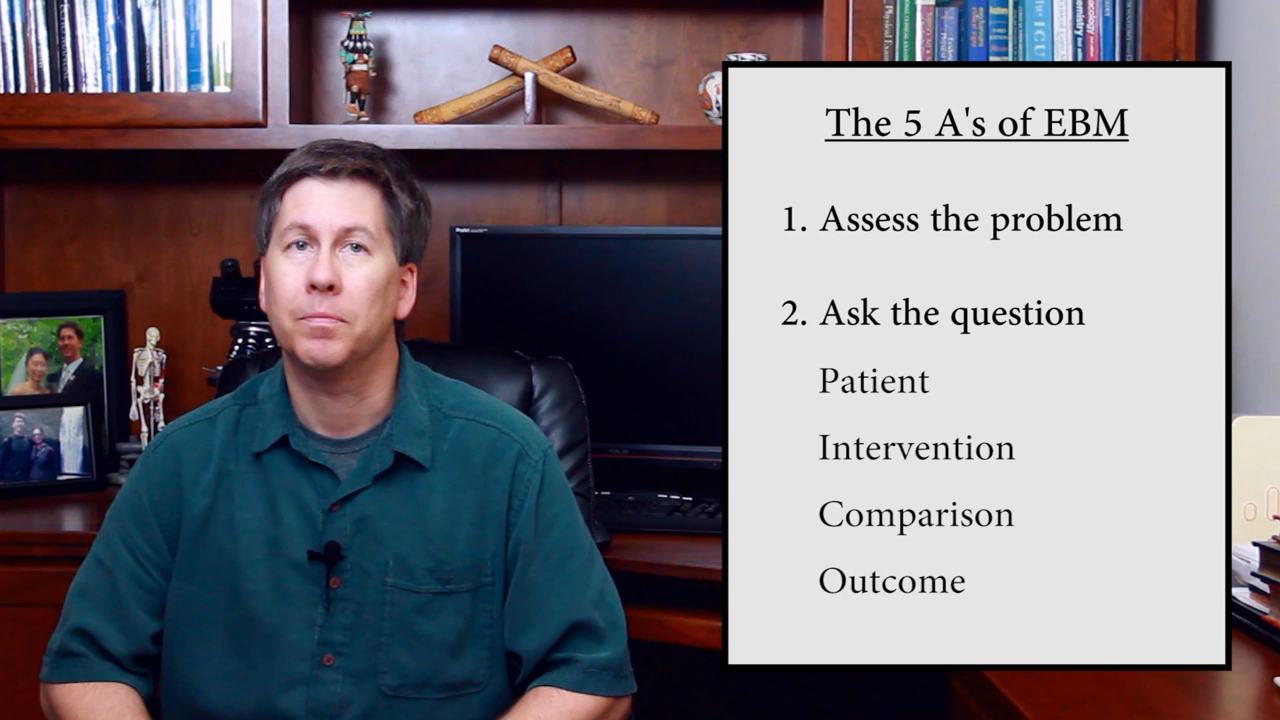 The 5 A's of EBM
1. Assess the problem
2. Ask the question
Patient
Intervention
Comparison
Outcome